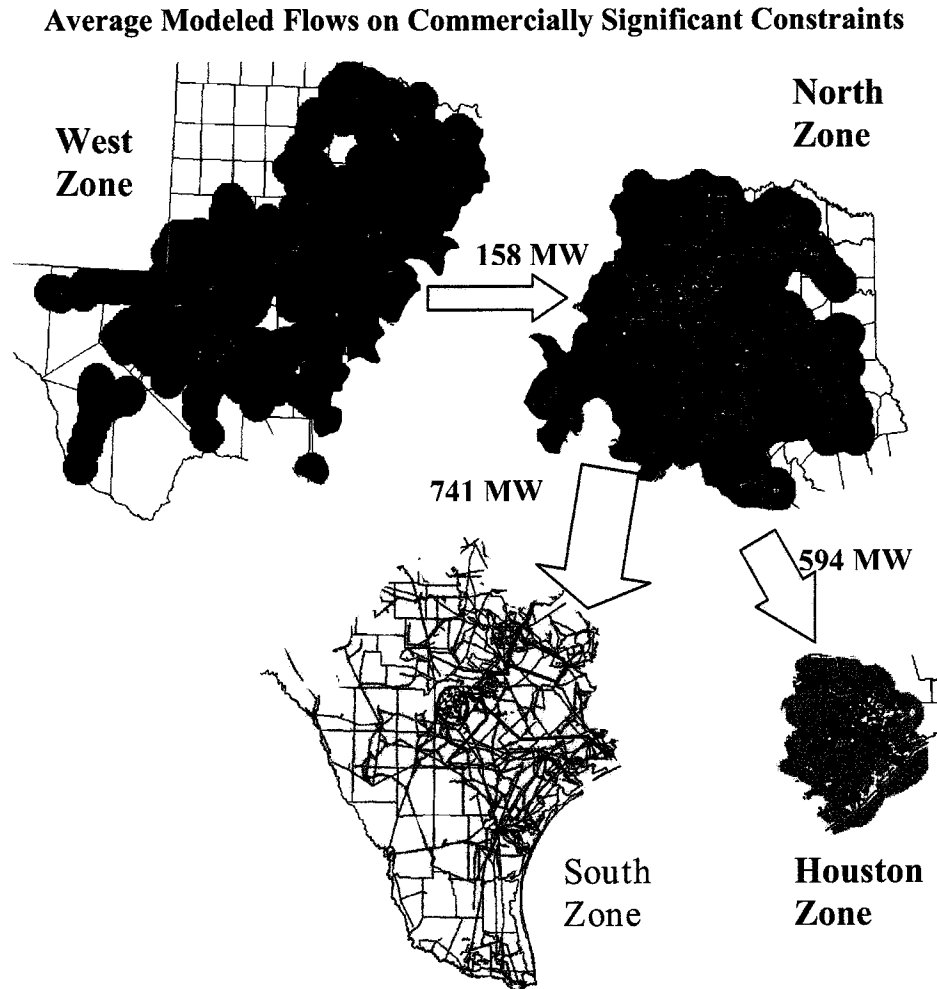 Average Modeled Flows on Commercially Significant Constraints
West
Zone
North
Zone
158 MW
741 MW
594 MW
South
Zone
Houston
Zone